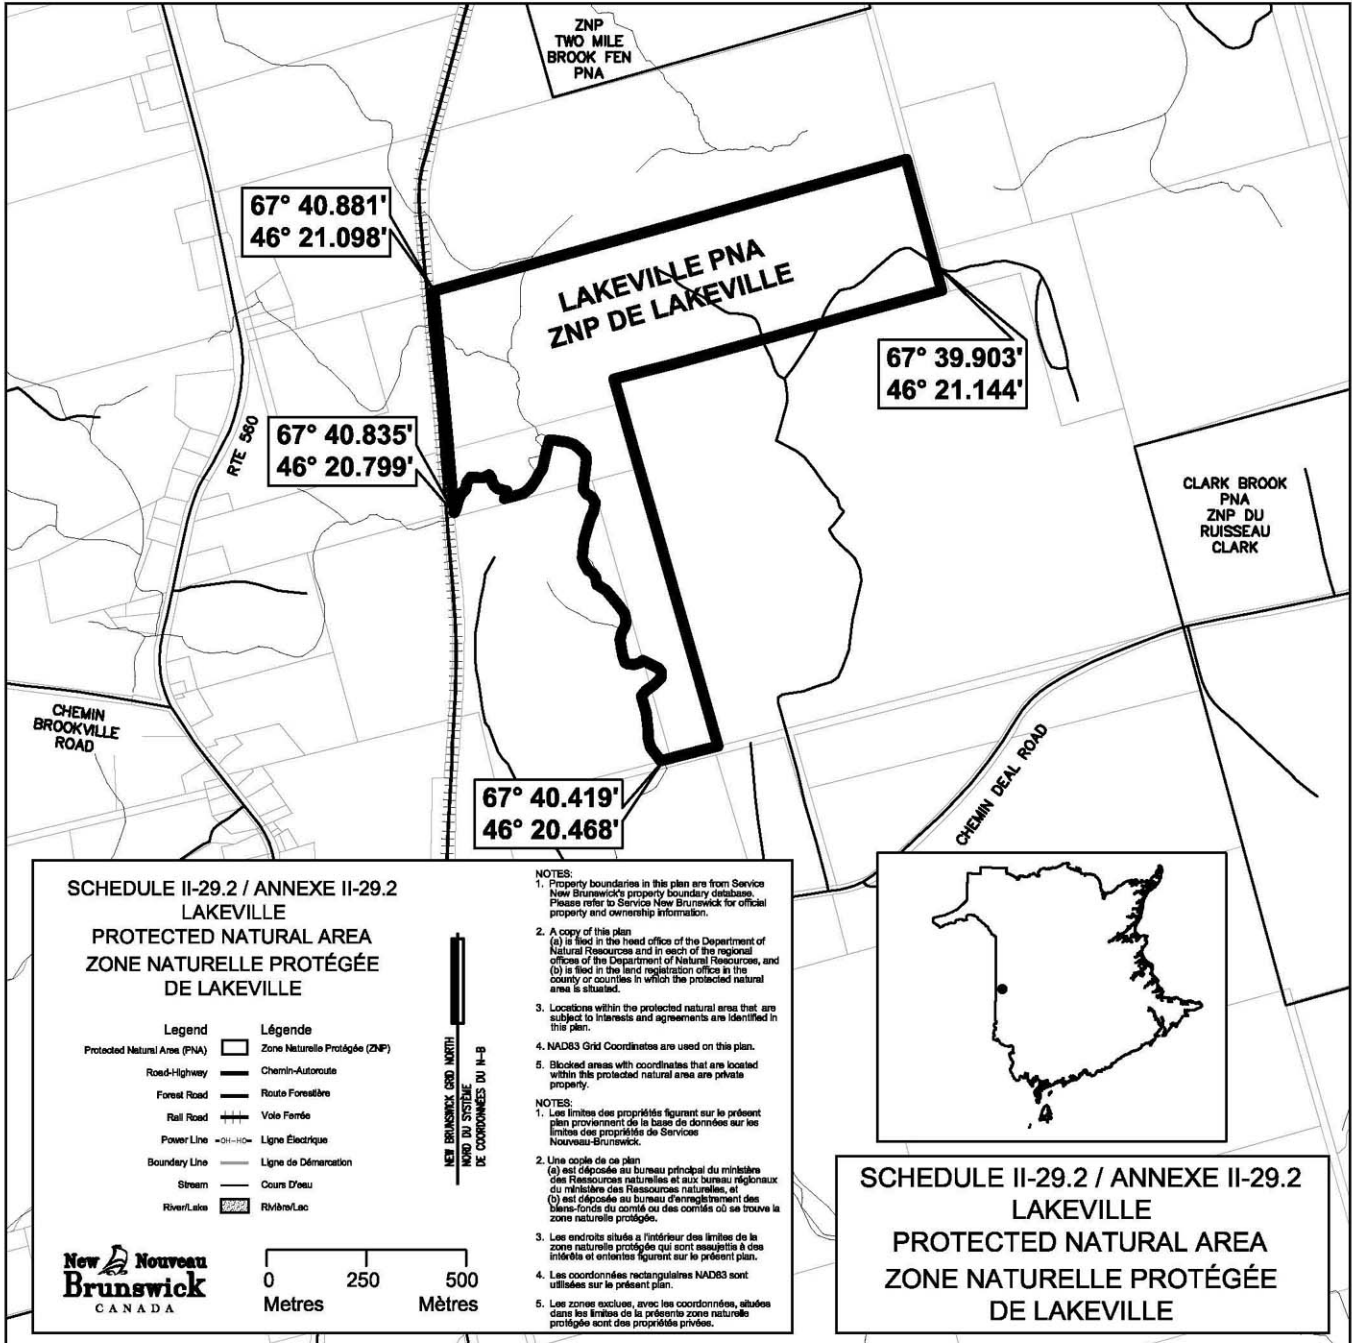 ZNP
TWO MILE
BROOK FEN
PNA
67° 40.881'
46° 21.098'
LAKEVILLE PNA
ZNP DE LAKEVILLE
67° 39.903'
46° 21.144'
RTE 560
67° 40.835'
46° 20.799'
CLARK BROOK
PNA
ZNP DU
RUISSEAU
CLARK
CHEMIN
BROOKVILLE
ROAD
67° 40.419'
46° 20.468'
CHEMIN DEAL ROAD
SCHEDULE II-29.2 / ANNEXE II-29.2
LAKEVILLE
PROTECTED NATURAL AREA
ZONE NATURELLE PROTÉGÉE
DE LAKEVILLE
Legend Légende
Protected Natural Area (PNA) Zone Naturelle Protégée (ZNP)
Road-Highway Chemin-Autoroute
Forest Road Route Forestière
Rail Road Voie Ferrée
Power Line -OH-HO- Ligne Électrique
Boundary Line Ligne de Démarcation
Stream Cours D'eau
River/Lake Rivière/Lac
NEW BRUNSWICK GRID NORTH
NORD DU SYSTÈME
DE COORDONNÉES DU N-B
New Nouveau
Brunswick
CANADA
0 250 500
Metres Mètres
NOTES:
1. Property boundaries in this plan are from Service
New Brunswick's property boundary database.
Please refer to Service New Brunswick for official
property and ownership information.
2. A copy of this plan
(a) is filed in the head office of the Department of
Natural Resources and in each of the regional
offices of the Department of Natural Resources, and
(b) is filed in the land registration office in the
county or counties in which the protected natural
area is situated.
3. Locations within the protected natural area that are
subject to interests and agreements are identified in
this plan.
4. NAD83 Grid Coordinates are used on this plan.
5. Blocked areas with coordinates that are located
within this protected natural area are private
property.
NOTES:
1. Les limites des propriétés figurant sur le présent
plan proviennent de la base de données sur les
limites des propriétés de Services
Nouveau-Brunswick.
2. Une copie de ce plan
(a) est déposée au bureau principal du ministère
des Ressources naturelles et aux bureau régionaux
du ministère des Ressources naturelles, et
(b) est déposée au bureau d'enregistrement des
biens-fonds du comté ou des comtés où se trouve la
zone naturelle protégée.
3. Les endroits situés a l'intérieur des limites de la
zone naturelle protégée qui sont assujettis à des
intérêts et ententes figurent sur le présent plan.
4. Les coordonnées rectangulaires NAD83 sont
utilisées sur le présent plan.
5. Les zones exclues, avec les coordonnées, situées
dans les limites de la présente zone naturelle
protégée sont des propriétés privées.
SCHEDULE II-29.2 / ANNEXE II-29.2
LAKEVILLE
PROTECTED NATURAL AREA
ZONE NATURELLE PROTÉGÉE
DE LAKEVILLE